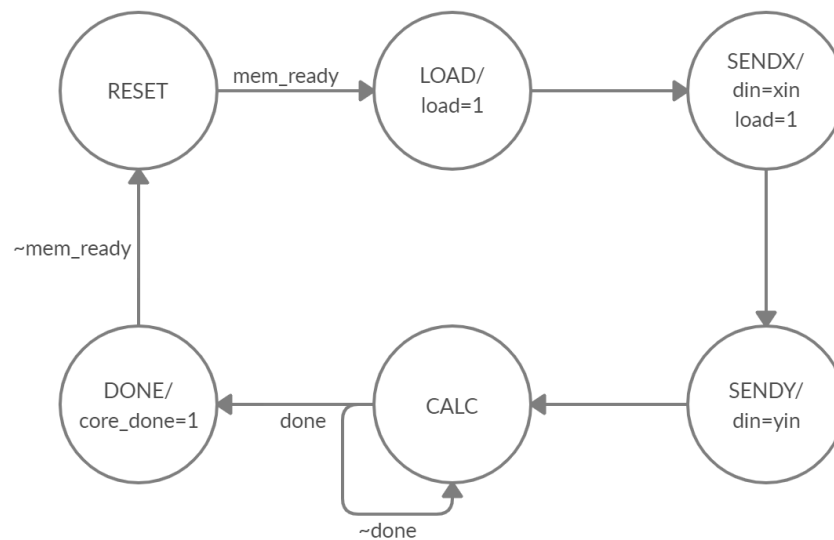 RESET
mem_ready
LOAD/
load=1
SENDX/
din=xin
load=1
~mem_ready
DONE/
core_done=1
done
CALC
~done
SENDY/
din=yin